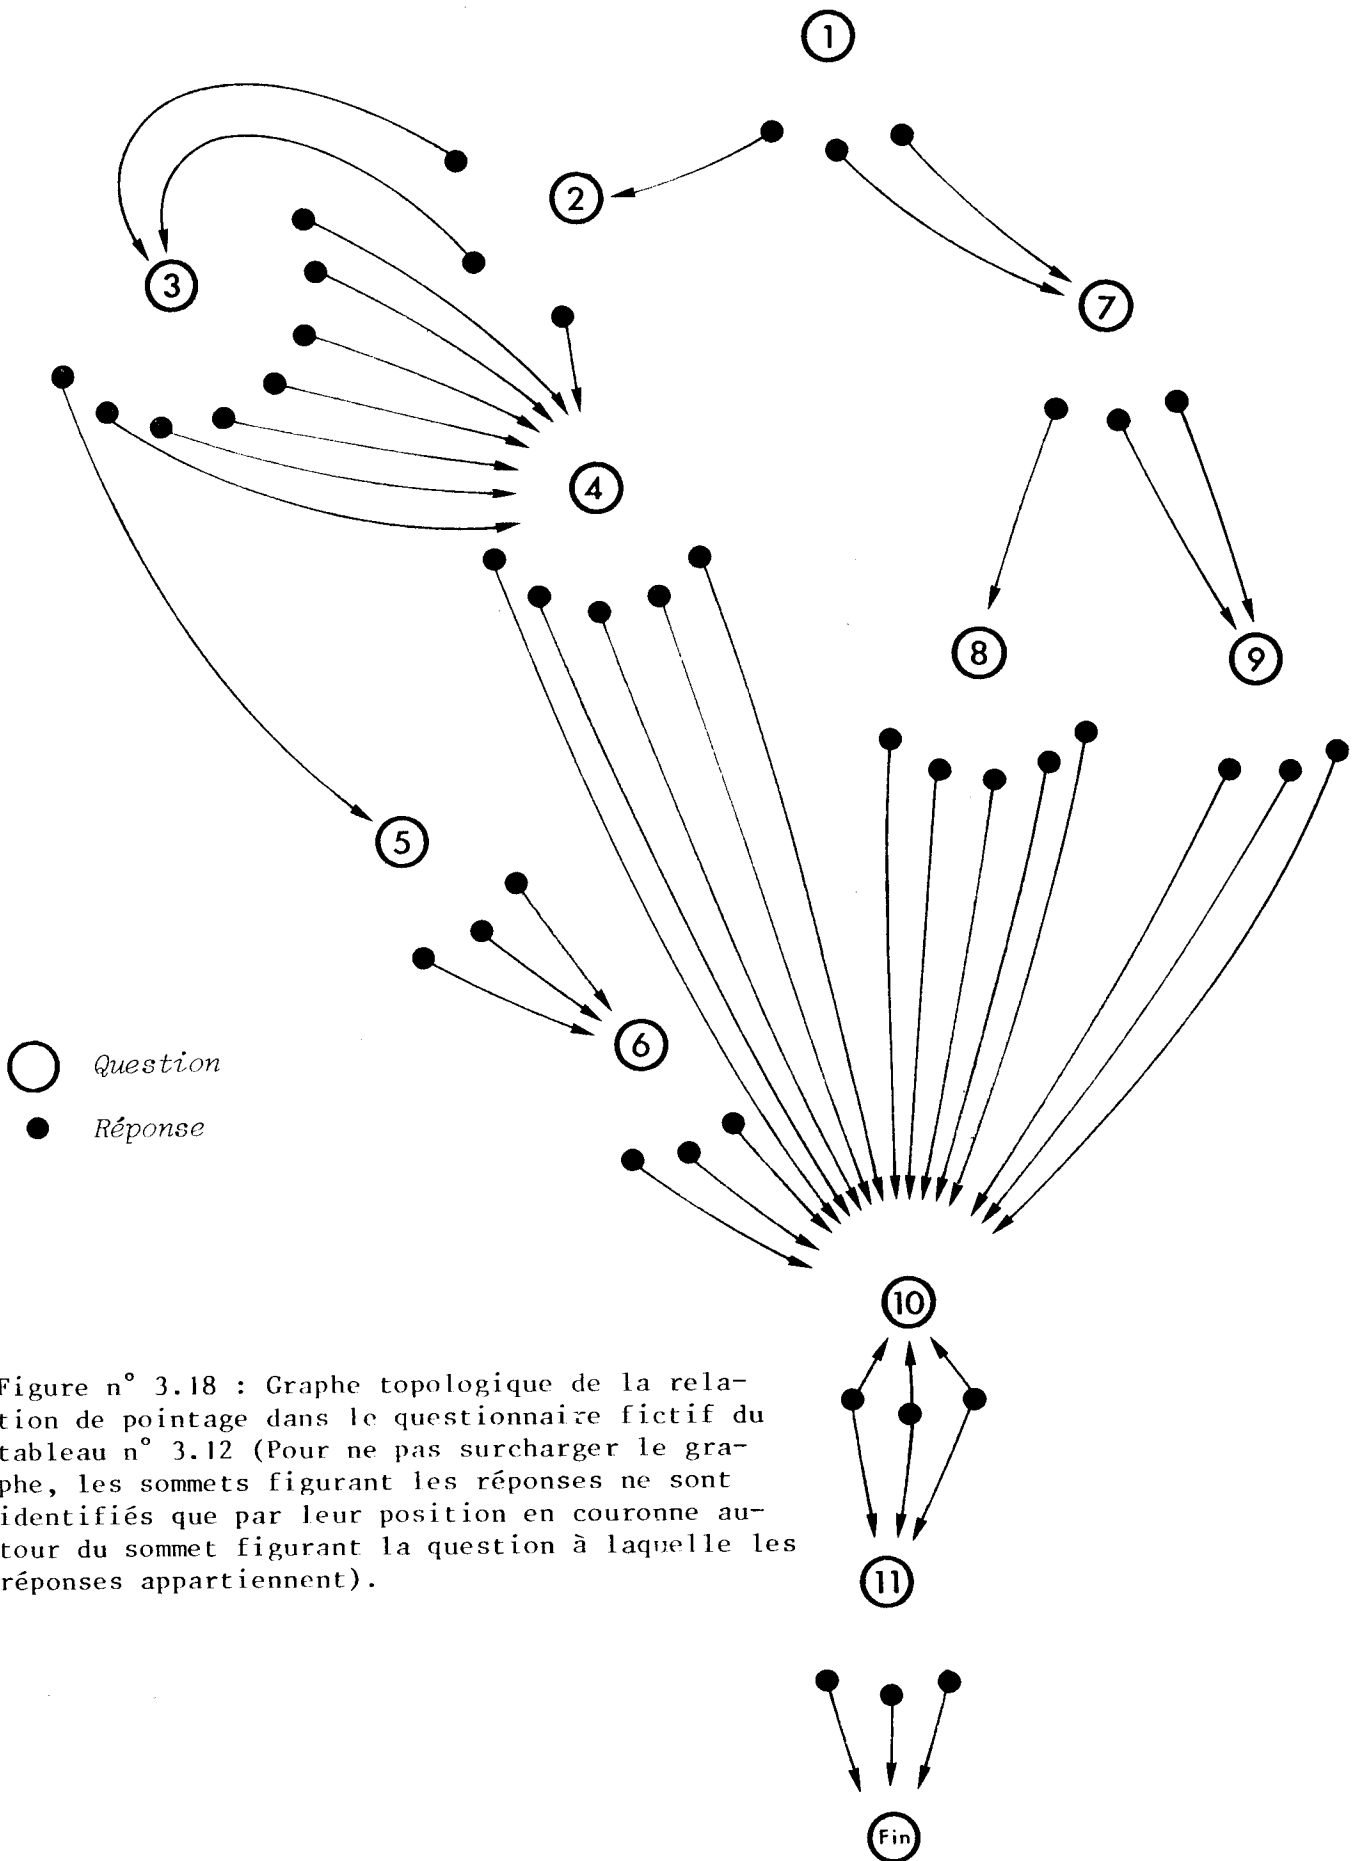 1
2
3
7
4
8
9
5
6
Question
Réponse
10
Figure n° 3.18 : Graphe topologique de la rela-
tion de pointage dans le questionnaire fictif du
tableau n° 3.12 (Pour ne pas surcharger le gra-
phe, les sommets figurant les réponses ne sont
identifiés que par leur position en couronne au-
tour du sommet figurant la question à laquelle les
réponses appartiennent).
11
Fin